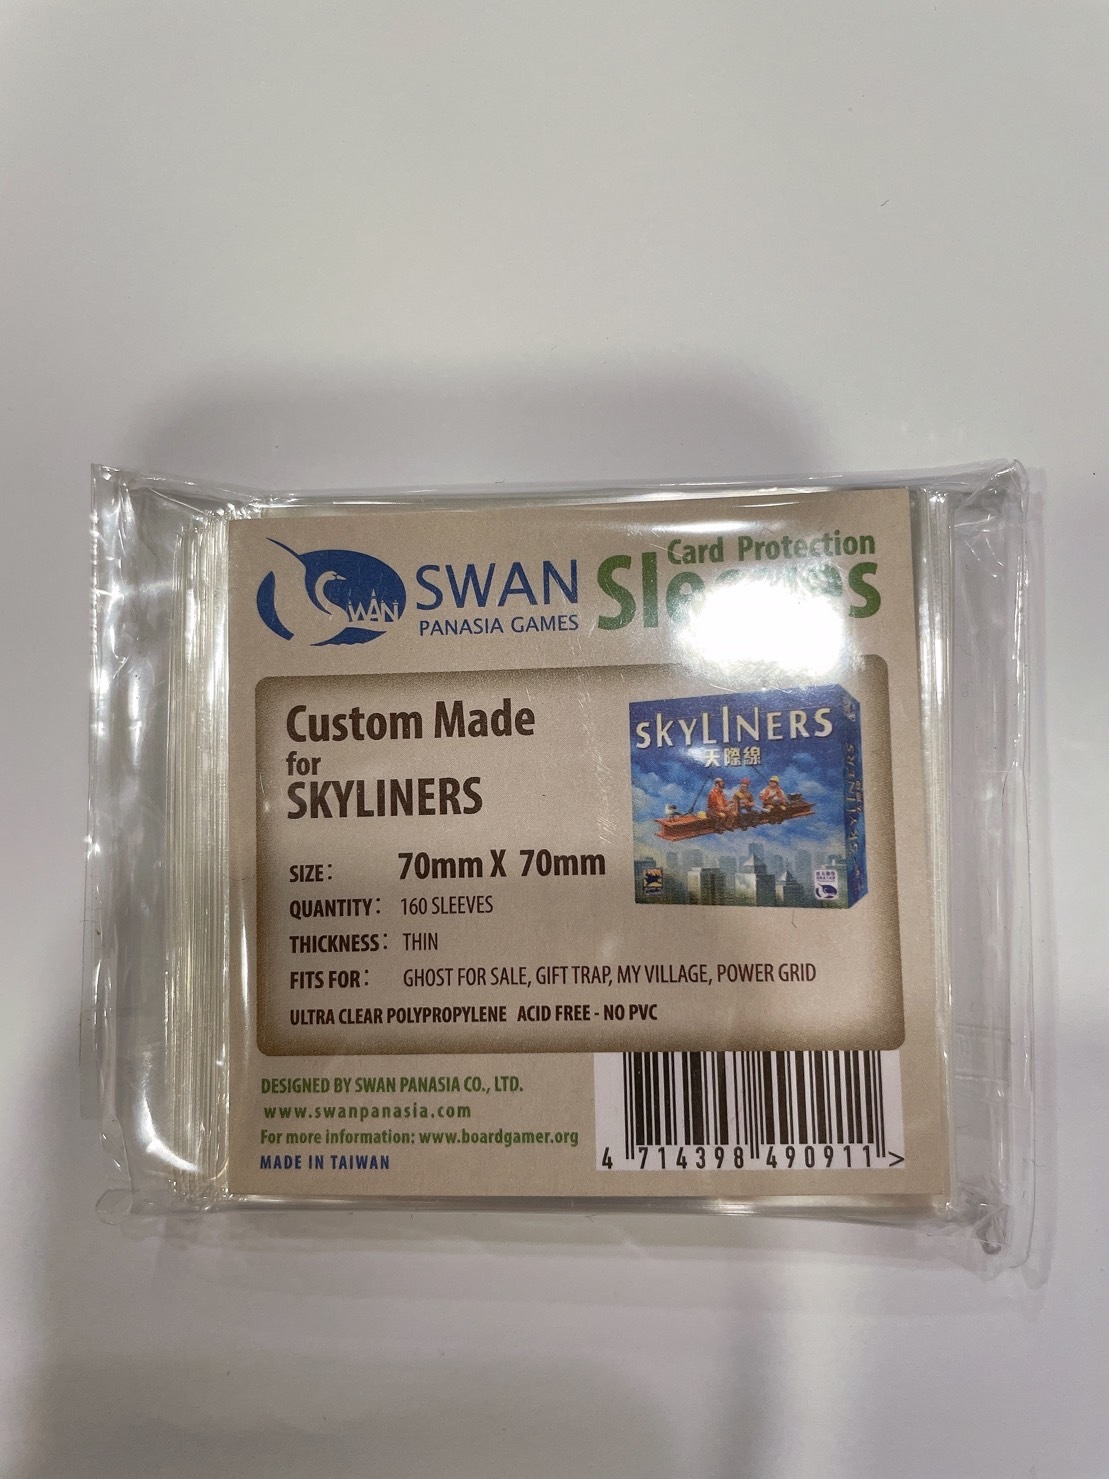 SWAN
SWAN
PANASIA GAMES
Card Protection
Sleeves
Custom Made
for
SKYLINERS
SKYLINERS
天際線
SKYLINERS
SIZE: 70mm X 70mm
QUANTITY: 160 SLEEVES
THICKNESS: THIN
FITS FOR: GHOST FOR SALE, GIFT TRAP, MY VILLAGE, POWER GRID
ULTRA CLEAR POLYPROPYLENE ACID FREE - NO PVC
DESIGNED BY SWAN PANASIA CO., LTD.
www.swanpanasia.com
For more information: www.boardgamer.org
MADE IN TAIWAN
4 714398 490911 >